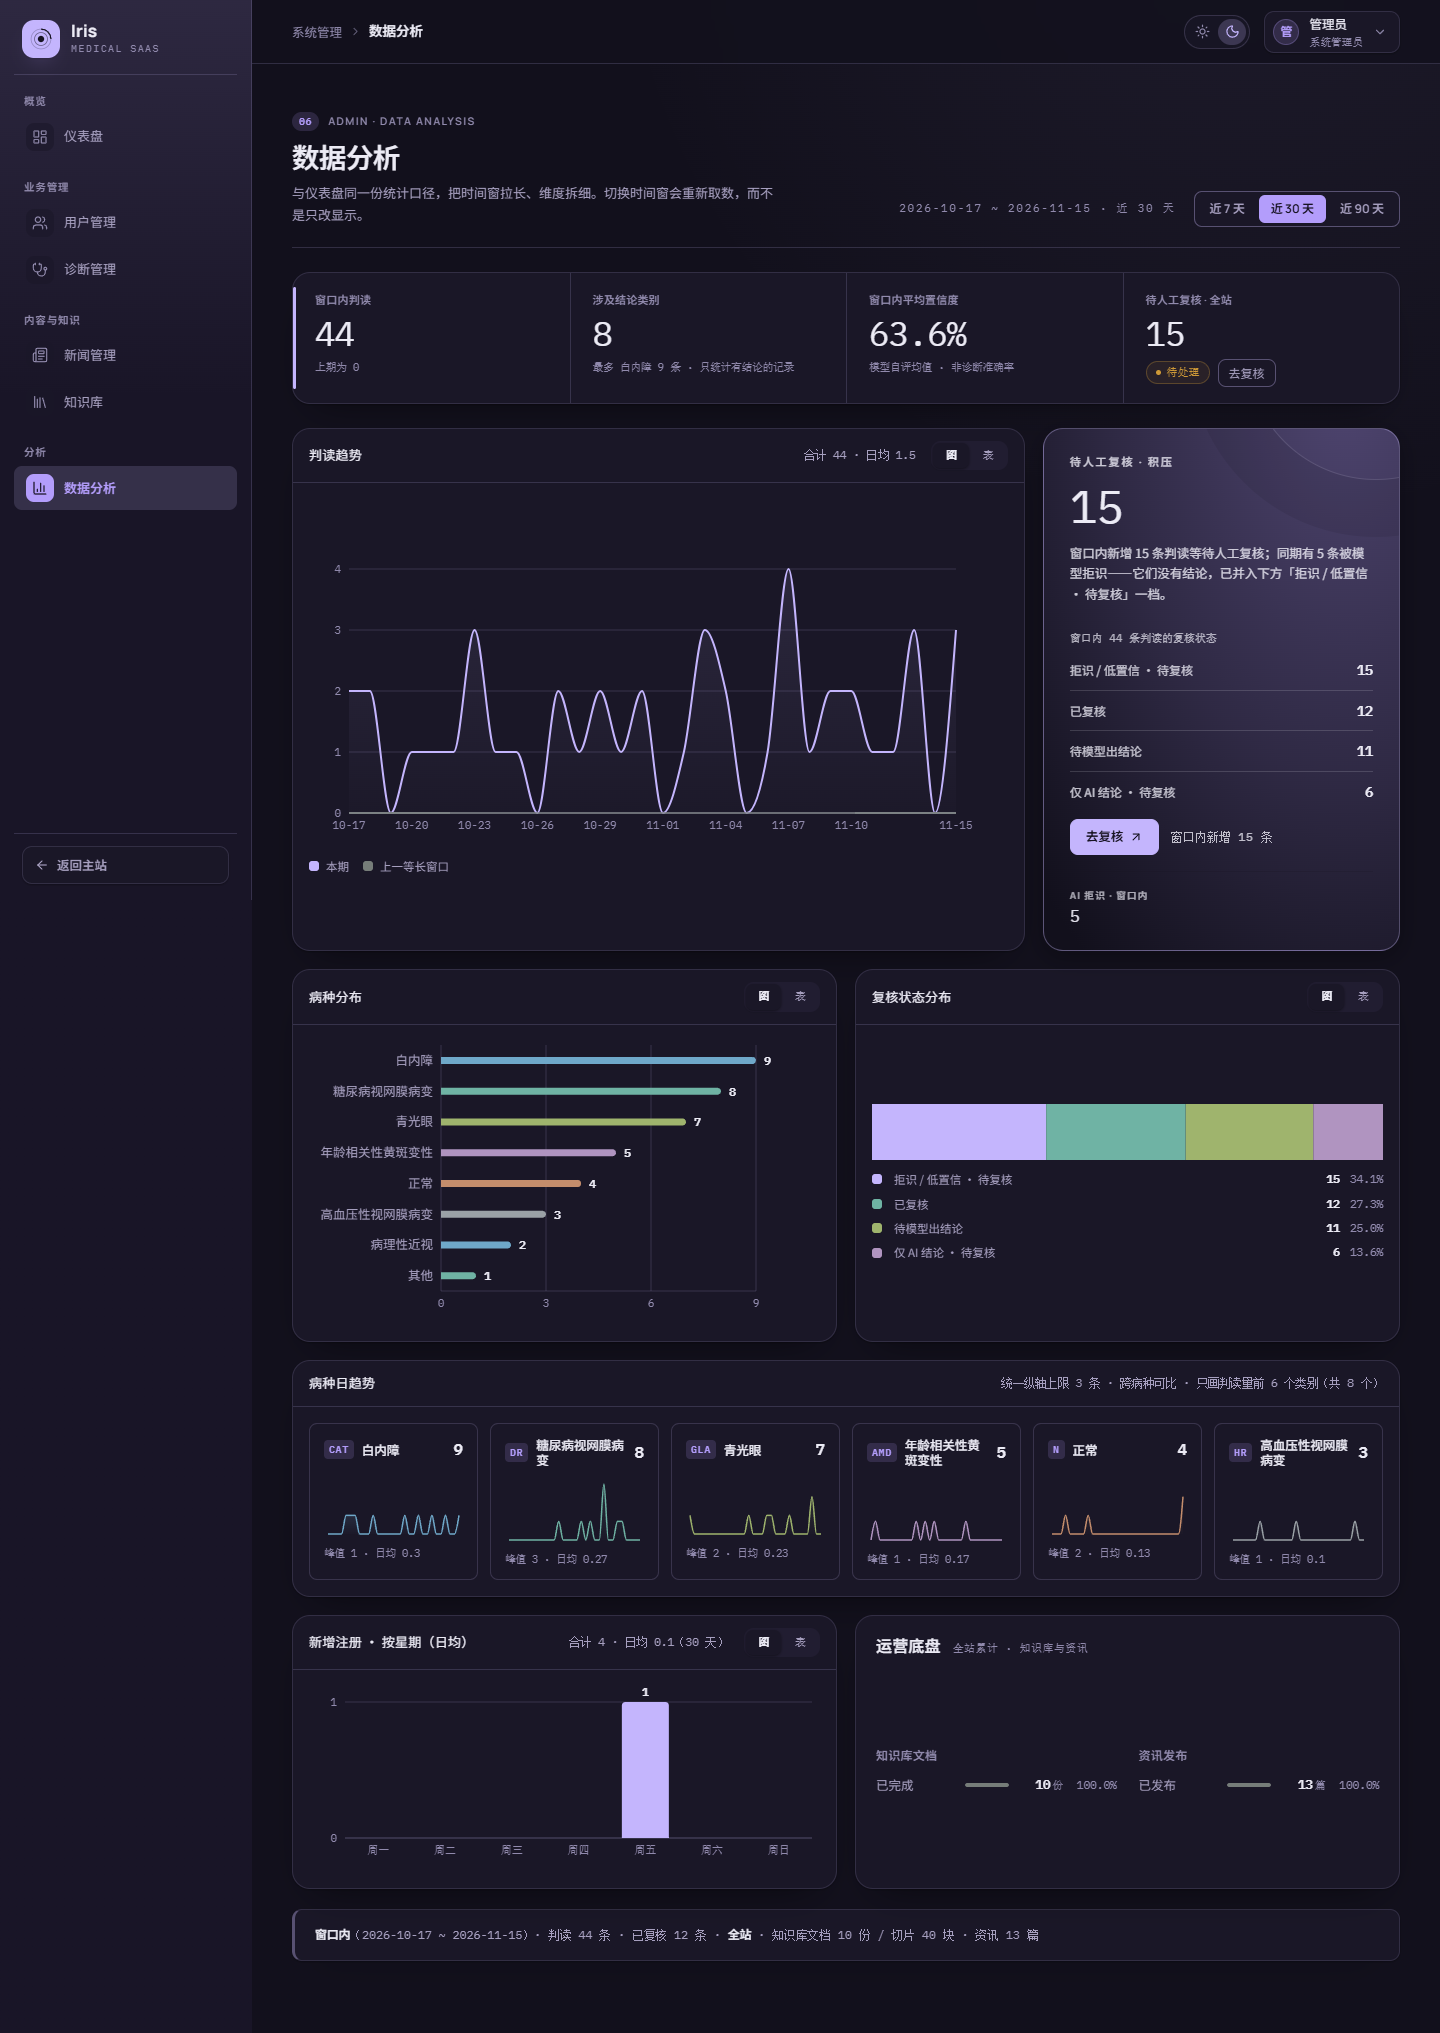 Iris
MEDICAL SAAS
概览
仪表盘
业务管理
用户管理
诊断管理
内容与知识
新闻管理
知识库
分析
数据分析
返回主站
系统管理 > 数据分析
管
管理员
系统管理员
06 ADMIN · DATA ANALYSIS
数据分析
与仪表盘同一份统计口径，把时间窗拉长、维度拆细。切换时间窗会重新取数，而不
是只改显示。
2026-10-17 ~ 2026-11-15 · 近 30 天
近 7 天 近 30 天 近 90 天
窗口内判读
44
上期为 0
涉及结论类别
8
最多 白内障 9 条 · 只统计有结论的记录
窗口内平均置信度
63.6%
模型自评均值 · 非诊断准确率
待人工复核 · 全站
15
待处理 去复核
判读趋势
合计 44 · 日均 1.5
图 表
4
3
2
1
0
10-17 10-20 10-23 10-26 10-29 11-01 11-04 11-07 11-10 11-15
本期 上一等长窗口
待人工复核 · 积压
15
窗口内新增 15 条判读等待人工复核；同期有 5 条被模
型拒识——它们没有结论，已并入下方「拒识 / 低置信
· 待复核」一档。
窗口内 44 条判读的复核状态
拒识 / 低置信 · 待复核 15
已复核 12
待模型出结论 11
仅 AI 结论 · 待复核 6
去复核 窗口内新增 15 条
AI 拒识 · 窗口内
5
病种分布
图 表
白内障 9
糖尿病视网膜病变 8
青光眼 7
年龄相关性黄斑变性 5
正常 4
高血压性视网膜病变 3
病理性近视 2
其他 1
0 3 6 9
复核状态分布
图 表
拒识 / 低置信 · 待复核 15 34.1%
已复核 12 27.3%
待模型出结论 11 25.0%
仅 AI 结论 · 待复核 6 13.6%
病种日趋势
统一纵轴上限 3 条 · 跨病种可比 · 只画判读量前 6 个类别（共 8 个）
CAT 白内障 9
峰值 1 · 日均 0.3
DR 糖尿病视网膜病
变 8
峰值 3 · 日均 0.27
GLA 青光眼 7
峰值 2 · 日均 0.23
AMD 年龄相关性黄
斑变性 5
峰值 1 · 日均 0.17
N 正常 4
峰值 2 · 日均 0.13
HR 高血压性视网膜
病变 3
峰值 1 · 日均 0.1
新增注册 · 按星期（日均）
合计 4 · 日均 0.1（30 天）
图 表
1
1
0
周一 周二 周三 周四 周五 周六 周日
运营底盘 全站累计 · 知识库与资讯
知识库文档
已完成 10 份 100.0%
资讯发布
已发布 13 篇 100.0%
窗口内（2026-10-17 ~ 2026-11-15）· 判读 44 条 · 已复核 12 条 · 全站 · 知识库文档 10 份 / 切片 40 块 · 资讯 13 篇